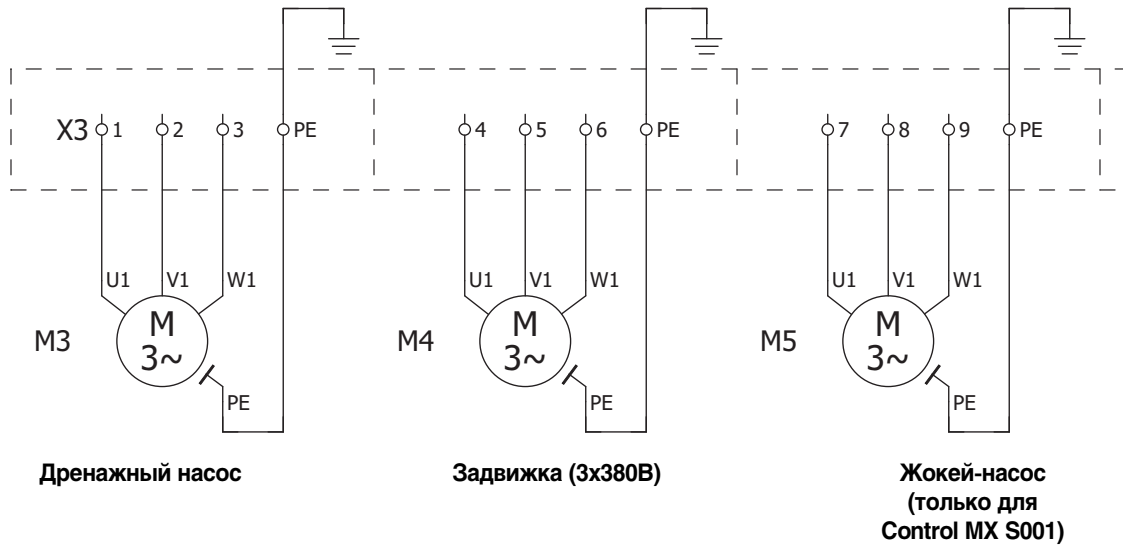 X3 1 2 3 PE 4 5 6 PE 7 8 9 PE
U1 V1 W1 U1 V1 W1 U1 V1 W1
M3 M 3~ M4 M 3~ M5 M 3~
PE PE PE
Дренажный насос
Задвижка (3x380В)
Жокей-насос
(только для
Control MX S001)